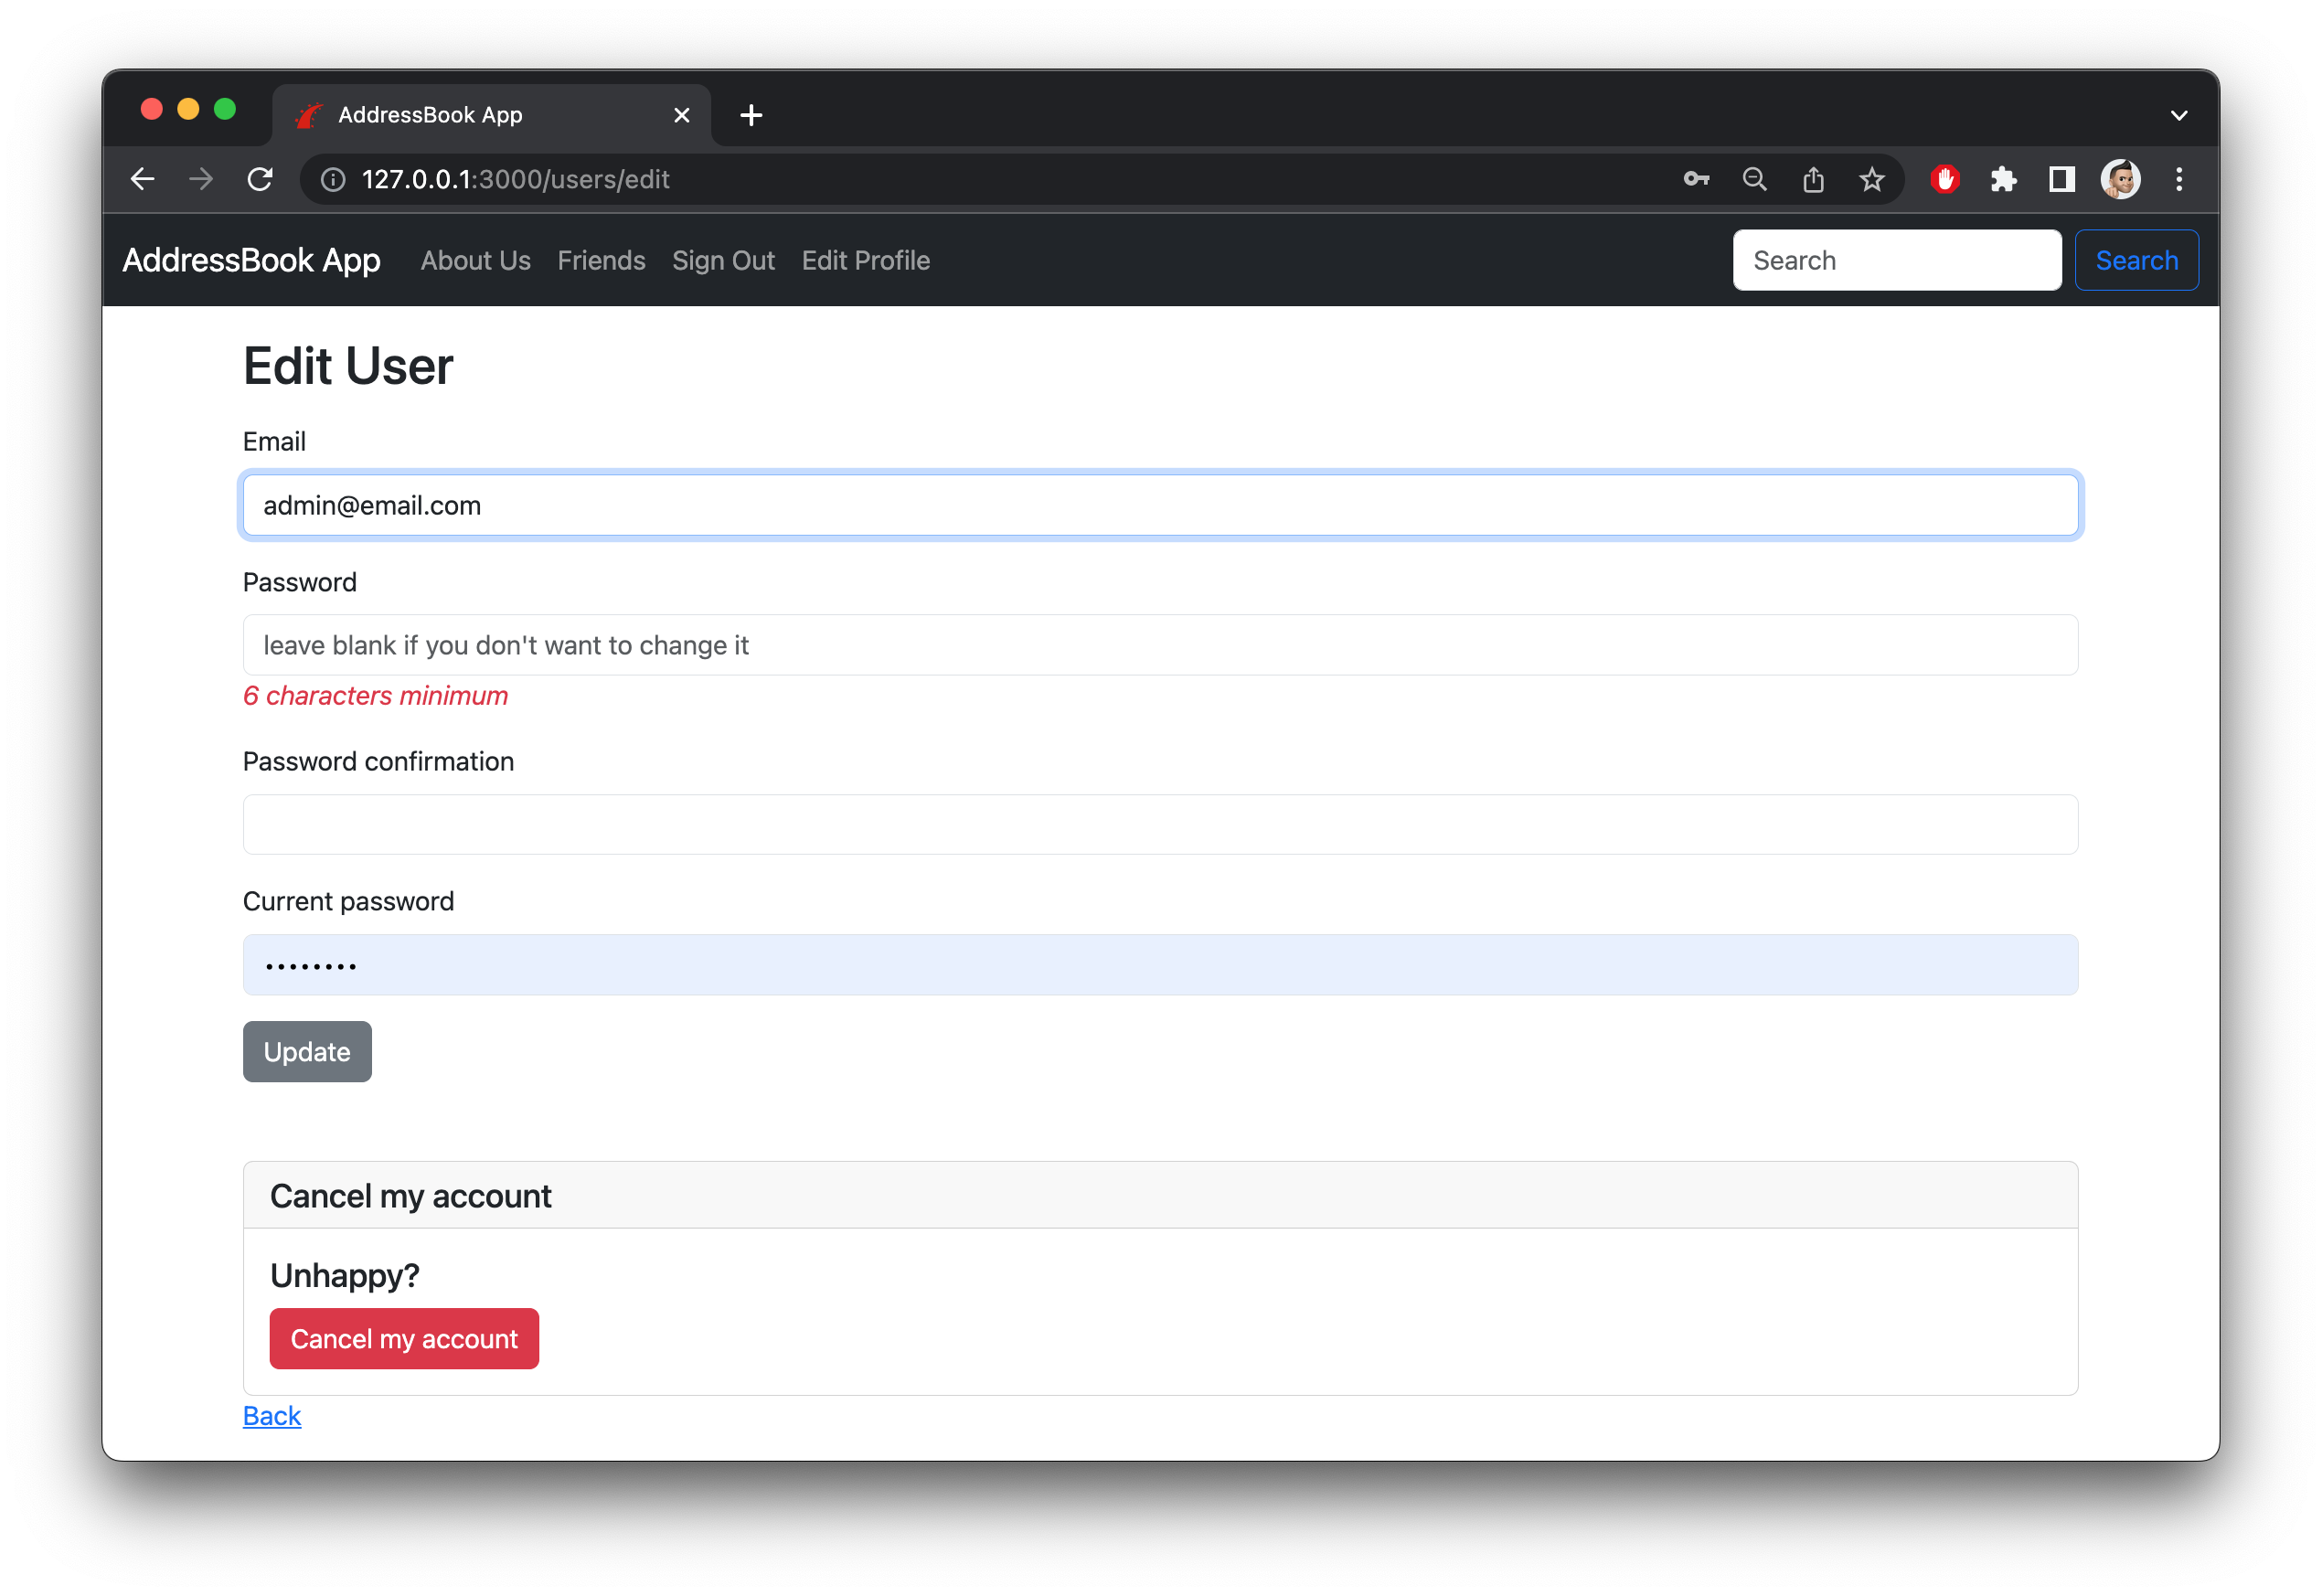 AddressBook App
127.0.0.1:3000/users/edit
AddressBook App About Us Friends Sign Out Edit Profile Search Search
Edit User
Email
admin@email.com
Password
leave blank if you don't want to change it
6 characters minimum
Password confirmation
Current password
••••••••
Update
Cancel my account
Unhappy?
Cancel my account
Back